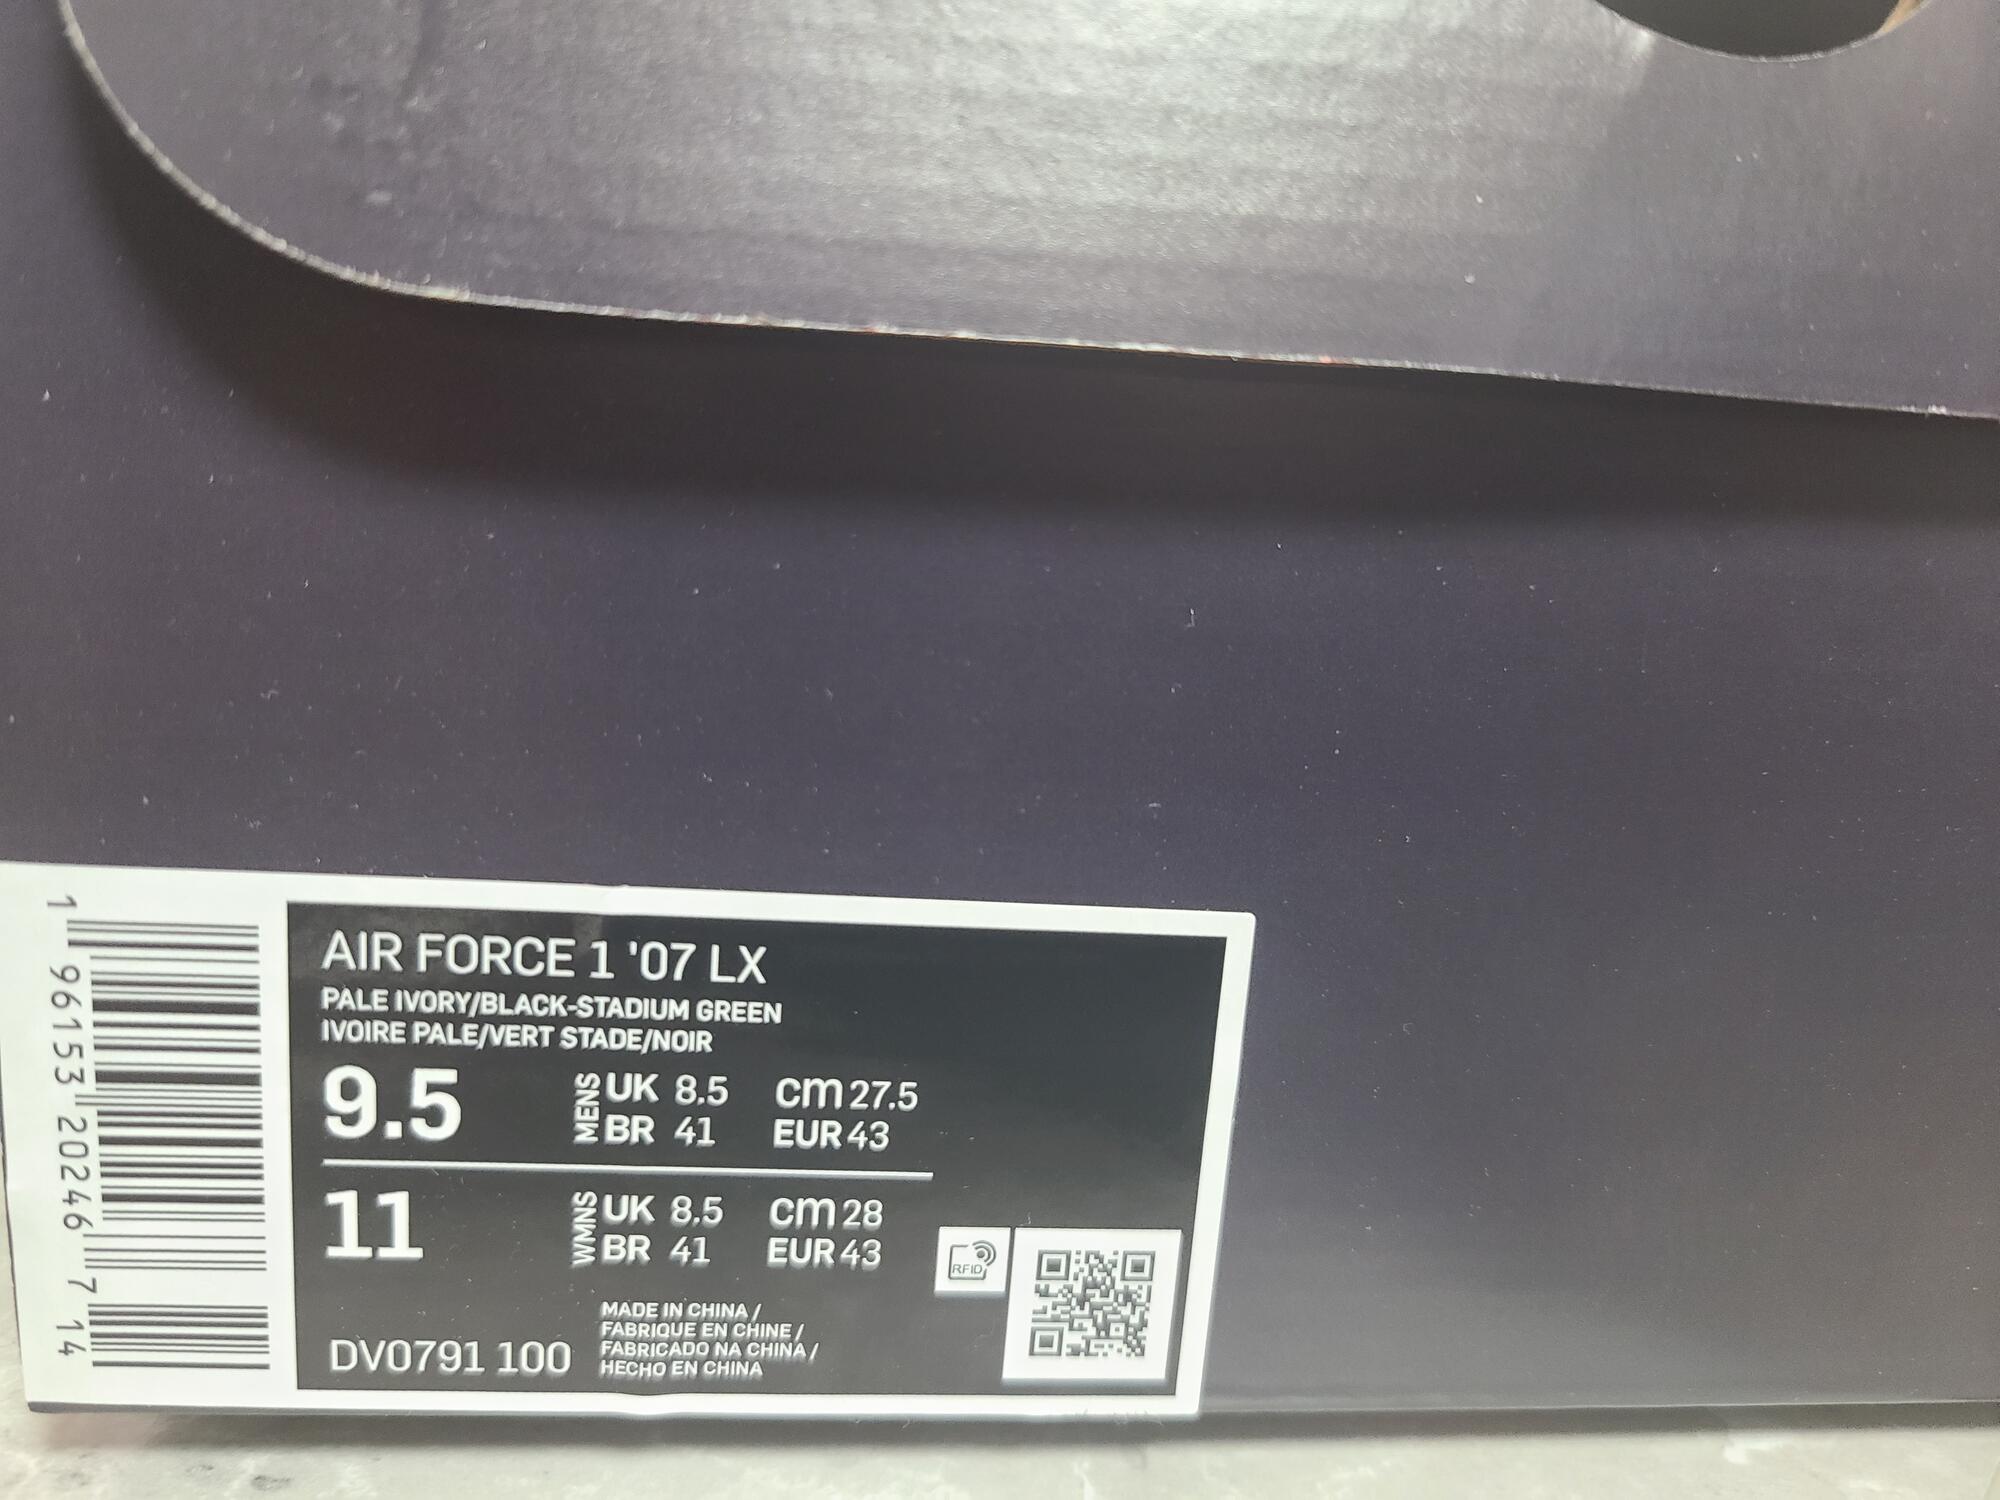 1 96153 20246 7 14
AIR FORCE 1 '07 LX
PALE IVORY/BLACK-STADIUM GREEN
IVOIRE PALE/VERT STADE/NOIR
9.5 MENS UK 8.5 cm 27.5
BR 41 EUR 43
11 WMNS UK 8.5 cm 28
BR 41 EUR 43
RFID
MADE IN CHINA /
FABRIQUE EN CHINE /
FABRICADO NA CHINA /
HECHO EN CHINA
DV0791 100